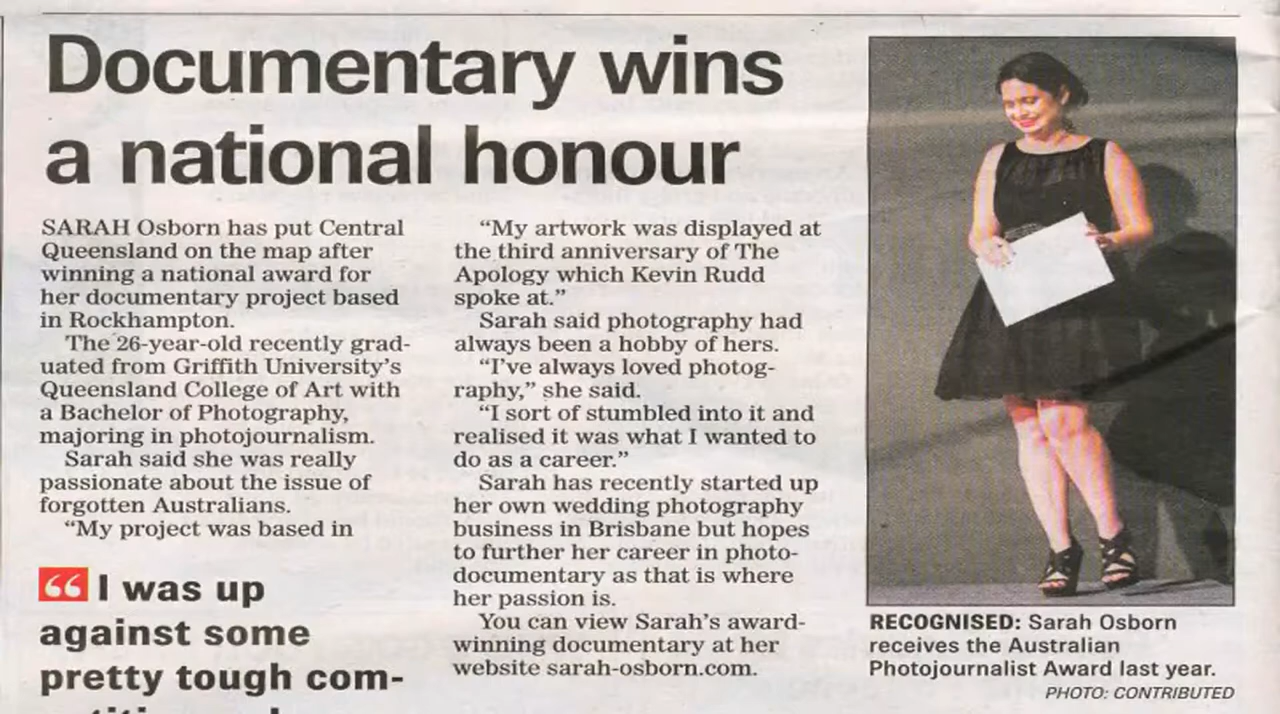 Documentary wins
a national honour
SARAH Osborn has put Central
Queensland on the map after
winning a national award for
her documentary project based
in Rockhampton.
The 26-year-old recently grad-
uated from Griffith University's
Queensland College of Art with
a Bachelor of Photography,
majoring in photojournalism.
Sarah said she was really
passionate about the issue of
forgotten Australians.
“My project was based in
“I was up
against some
pretty tough com-
“My artwork was displayed at
the third anniversary of The
Apology which Kevin Rudd
spoke at.”
Sarah said photography had
always been a hobby of hers.
“I've always loved photog-
raphy,” she said.
“I sort of stumbled into it and
realised it was what I wanted to
do as a career.”
Sarah has recently started up
her own wedding photography
business in Brisbane but hopes
to further her career in photo-
documentary as that is where
her passion is.
You can view Sarah's award-
winning documentary at her
website sarah-osborn.com.
RECOGNISED: Sarah Osborn
receives the Australian
Photojournalist Award last year.
PHOTO: CONTRIBUTED